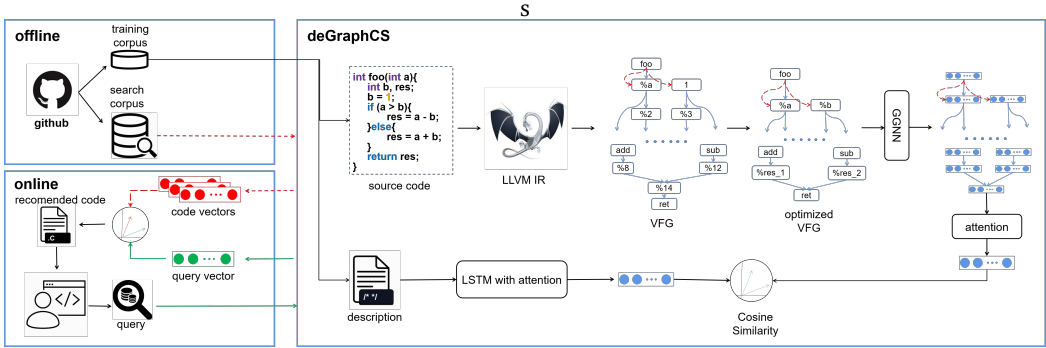 S
offline
training
corpus
github
search
corpus
online
recomended code
.c
code vectors
query vector
query
deGraphCS
int foo(int a){
int b, res;
b = 1;
if (a > b){
res = a - b;
}else{
res = a + b;
}
return res;
}
source code
LLVM IR
foo
%a
1
%2
%3
add
sub
%8
%12
%14
ret
VFG
foo
%a
%b
add
sub
%res_1
%res_2
ret
optimized
VFG
GGNN
attention
/* */
description
LSTM with attention
Cosine
Similarity